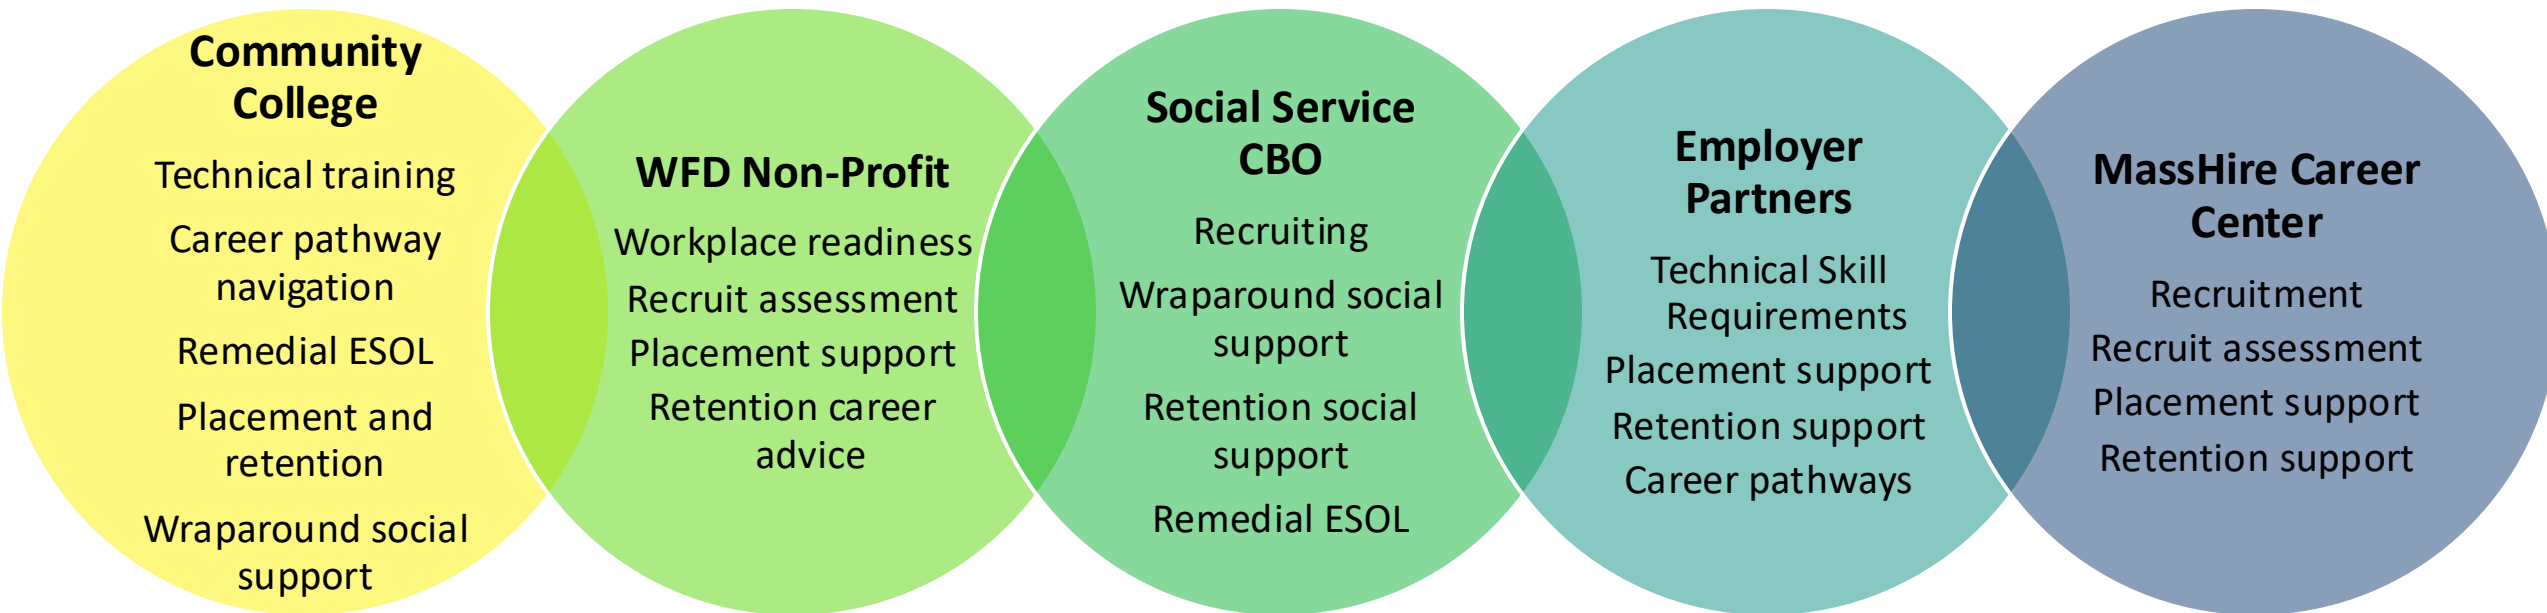 Community
College
Technical training
Career pathway
navigation
Remedial ESOL
Placement and
retention
Wraparound social
support
WFD Non-Profit
Workplace readiness
Recruit assessment
Placement support
Retention career
advice
Social Service
CBO
Recruiting
Wraparound social
support
Retention social
support
Remedial ESOL
Employer
Partners
Technical Skill
Requirements
Placement support
Retention support
Career pathways
MassHire Career
Center
Recruitment
Recruit assessment
Placement support
Retention support